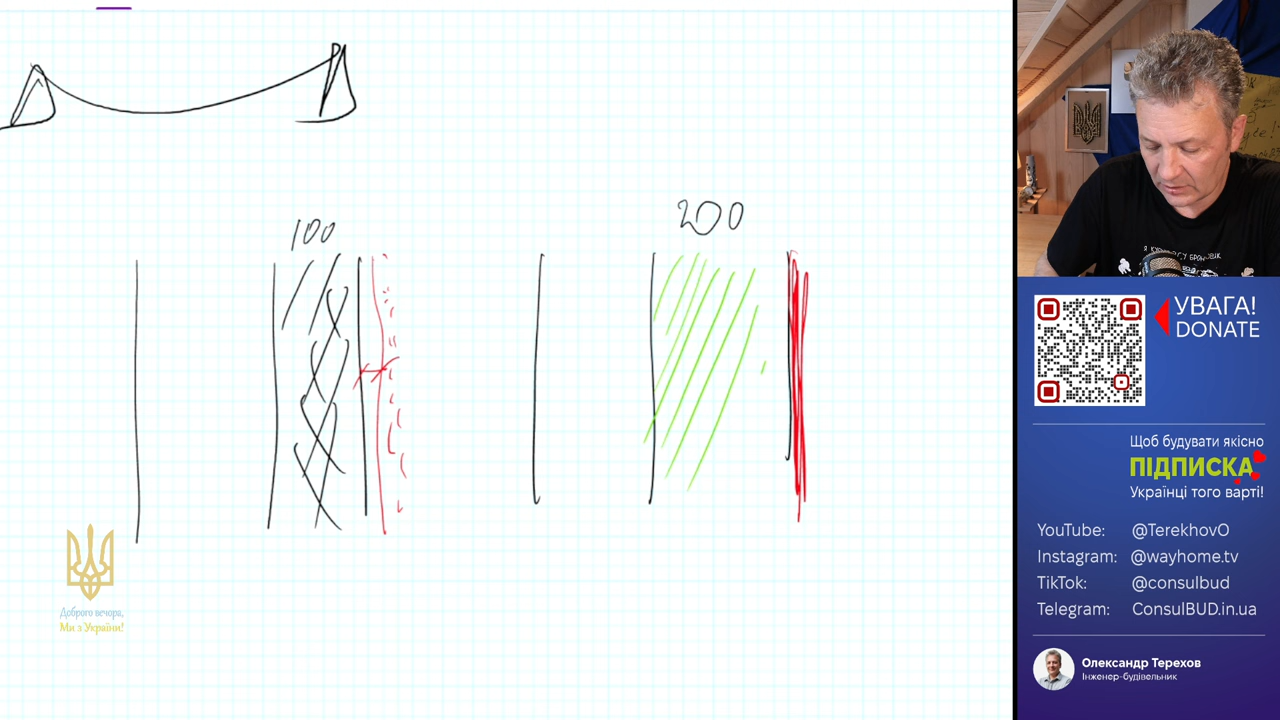 100
200
Доброго вечора,
Ми з України!
УВАГА!
DONATE
Щоб будувати якісно
ПІДПИСКА
Українці того варті!
YouTube: @TerekhovO
Instagram: @wayhome.tv
TikTok: @consulbud
Telegram: ConsulBUD.in.ua
Олександр Терехов
Інженер-будівельник